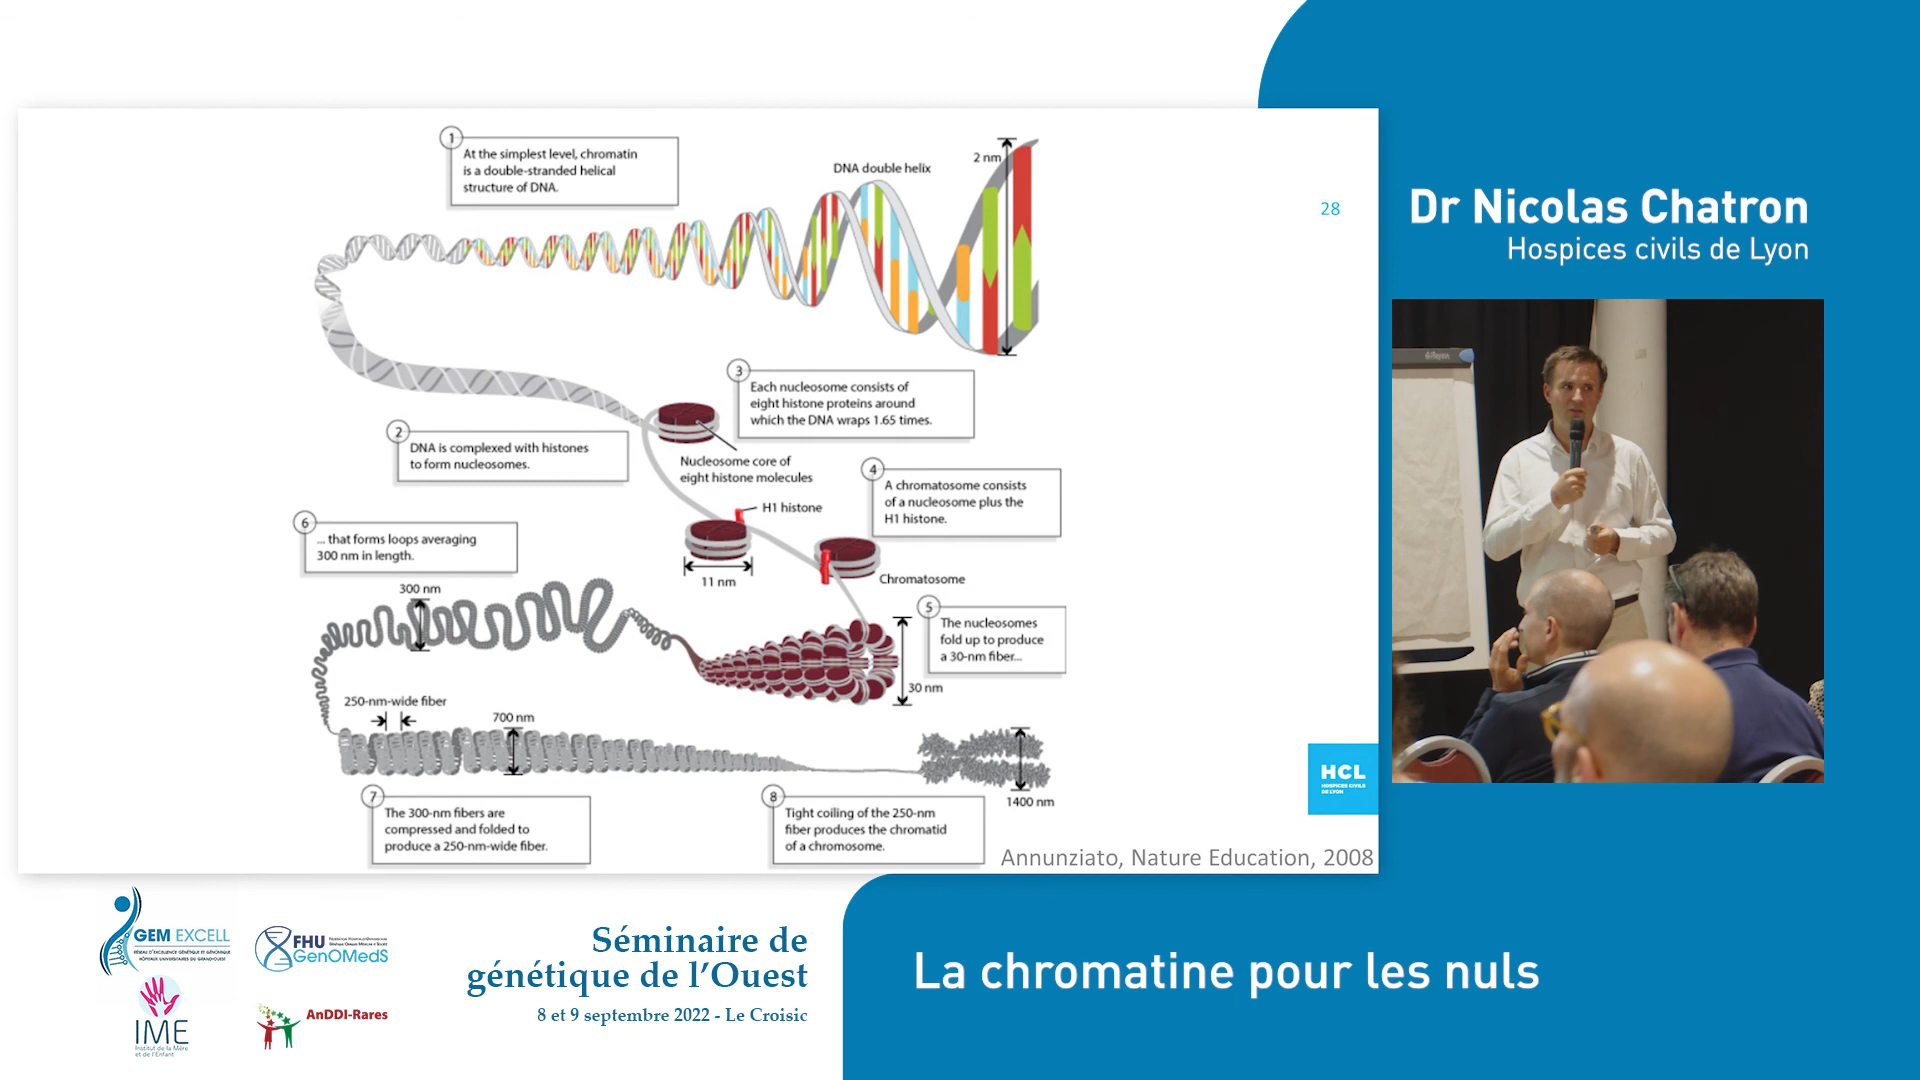 1
At the simplest level, chromatin
is a double-stranded helical
structure of DNA.
DNA double helix
2 nm
28
3
Each nucleosome consists of
eight histone proteins around
which the DNA wraps 1.65 times.
2
DNA is complexed with histones
to form nucleosomes.
Nucleosome core of
eight histone molecules
4
A chromatosome consists
of a nucleosome plus the
H1 histone.
H1 histone
6
... that forms loops averaging
300 nm in length.
11 nm
Chromatosome
300 nm
5
The nucleosomes
fold up to produce
a 30-nm fiber...
30 nm
250-nm-wide fiber
700 nm
1400 nm
7
The 300-nm fibers are
compressed and folded to
produce a 250-nm-wide fiber.
8
Tight coiling of the 250-nm
fiber produces the chromatid
of a chromosome.
HCL
HOSPICES CIVILS
DE LYON
Annunziato, Nature Education, 2008
Dr Nicolas Chatron
Hospices civils de Lyon
GEM EXCELL
RÉSEAU D'EXCELLENCE GÉNÉTIQUE ET GÉNOMIQUE
HÔPITAUX UNIVERSITAIRES DU GRAND-OUEST
FHU
GenOMedS
IME
Institut de la Mère
et de l'Enfant
AnDDI-Rares
Séminaire de
génétique de l'Ouest
8 et 9 septembre 2022 - Le Croisic
La chromatine pour les nuls